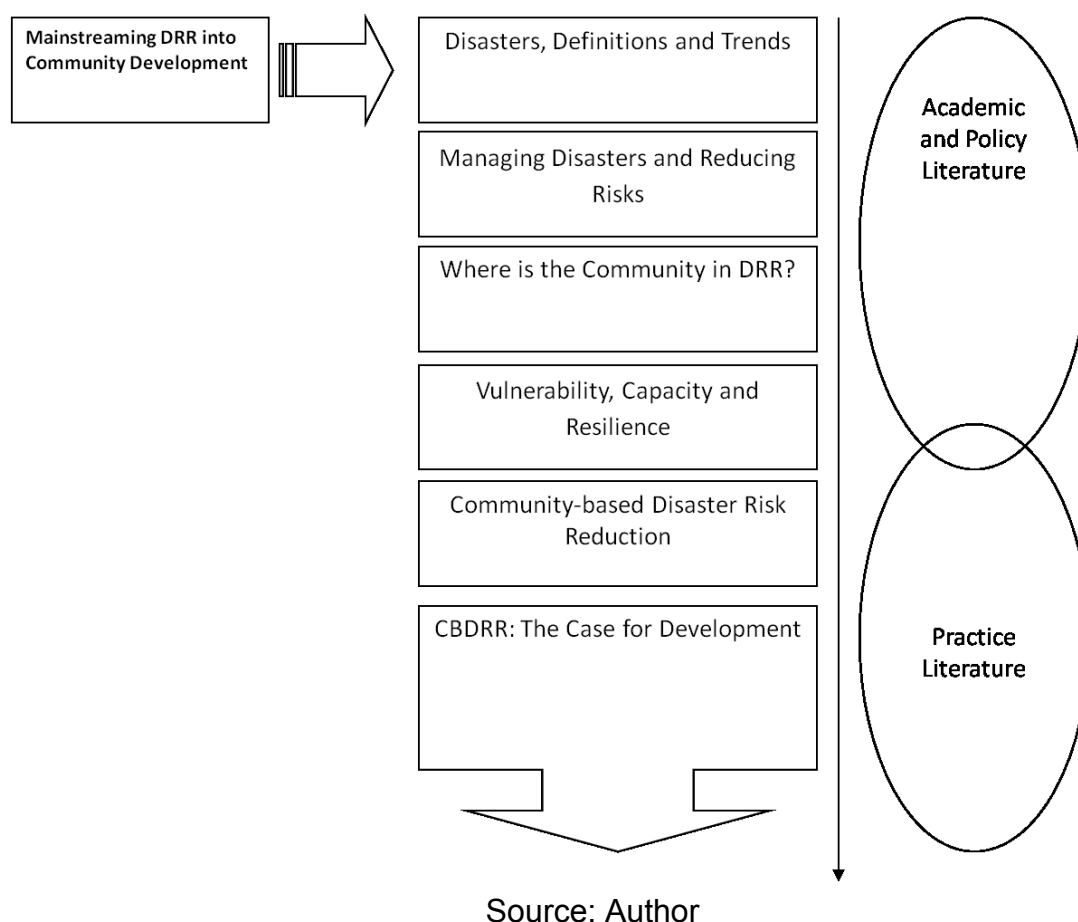 Mainstreaming DRR into
Community Development
Disasters, Definitions and Trends
Managing Disasters and Reducing
Risks
Where is the Community in DRR?
Vulnerability, Capacity and
Resilience
Community-based Disaster Risk
Reduction
CBDRR: The Case for Development
Academic
and Policy
Literature
Practice
Literature
Source: Author